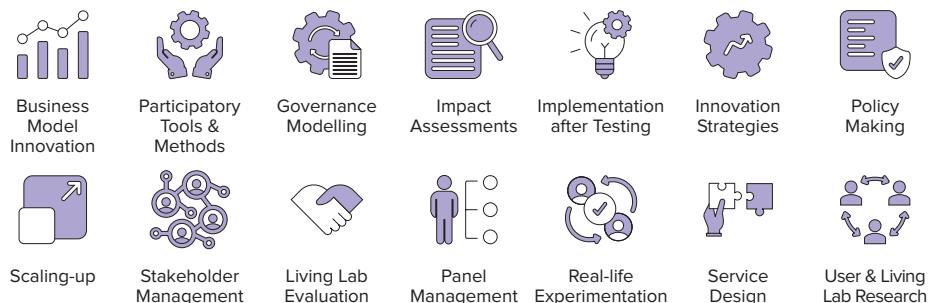 Business
Model
Innovation
Participatory
Tools &
Methods
Governance
Modelling
Impact
Assessments
Implementation
after Testing
Innovation
Strategies
Policy
Making
Scaling-up
Stakeholder
Management
Living Lab
Evaluation
Panel
Management
Real-life
Experimentation
Service
Design
User & Living
Lab Research